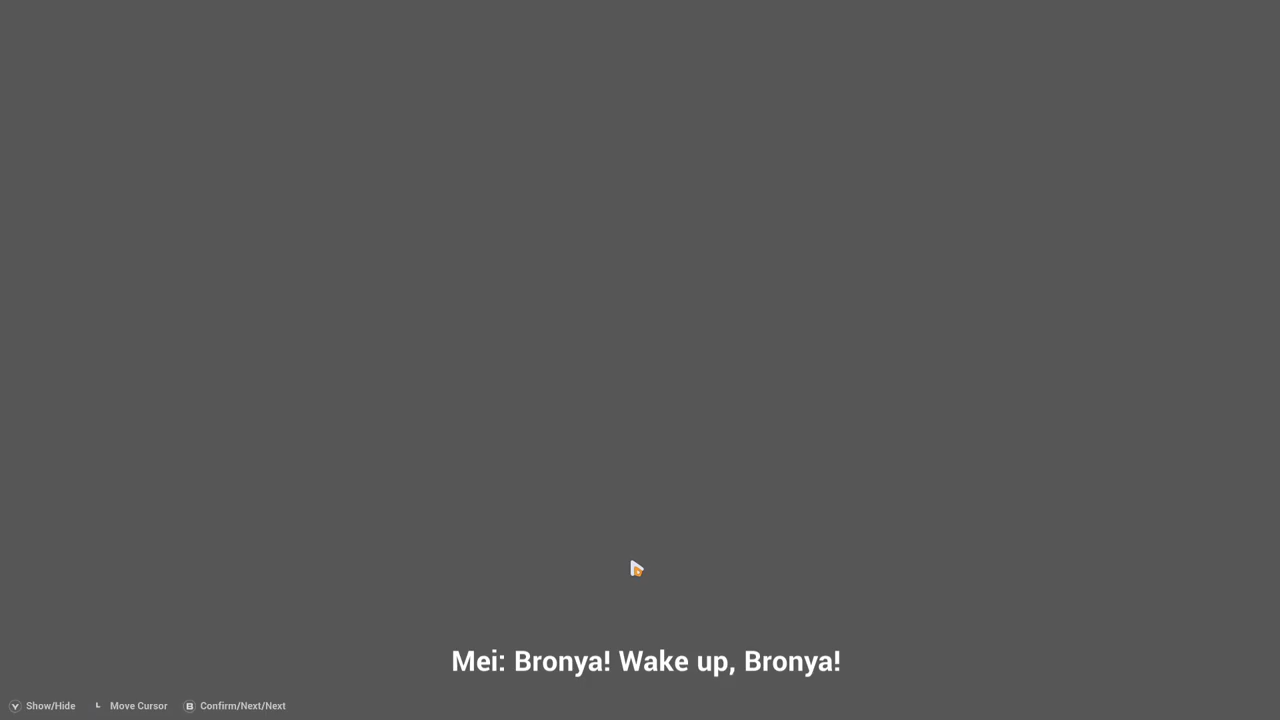 Mei: Bronya! Wake up, Bronya!
Y Show/Hide L Move Cursor B Confirm/Next/Next